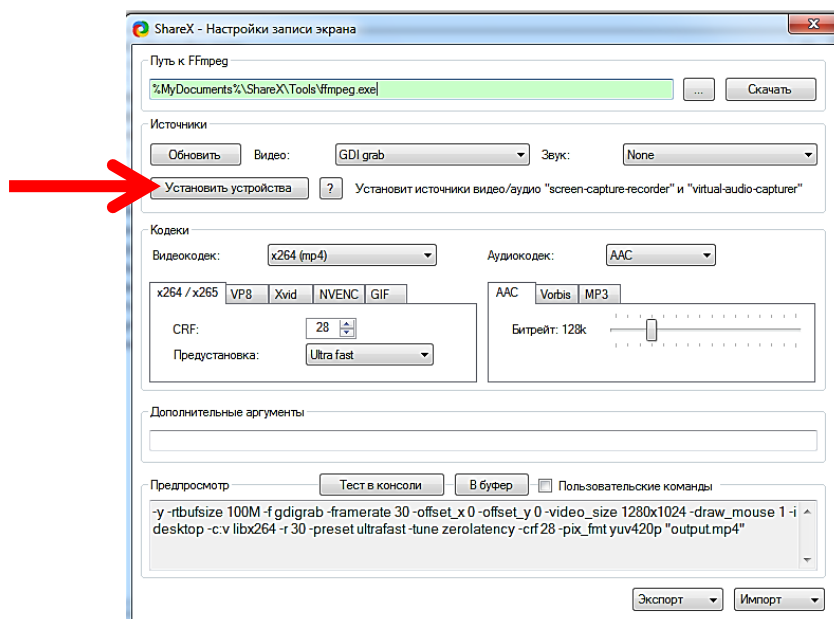 ShareX - Настройки записи экрана
Путь к FFmpeg
%MyDocuments%\ShareX\Tools\ffmpeg.exe
... Скачать
Источники
Обновить Видео: GDI grab Звук: None
Установить устройства ? Установит источники видео/аудио "screen-capture-recorder" и "virtual-audio-capturer"
Кодеки
Видеокодек: x264 (mp4) Аудиокодек: AAC
x264 / x265 VP8 Xvid NVENC GIF AAC Vorbis MP3
CRF: 28 Битрейт: 128k
Предустановка: Ultra fast
Дополнительные аргументы
Предпросмотр Тест в консоли В буфер Пользовательские команды
-y -rtbufsize 100M -f gdigrab -framerate 30 -offset_x 0 -offset_y 0 -video_size 1280x1024 -draw_mouse 1 -i
desktop -c:v libx264 -r 30 -preset ultrafast -tune zerolatency -crf 28 -pix_fmt yuv420p "output.mp4"
Экспорт Импорт